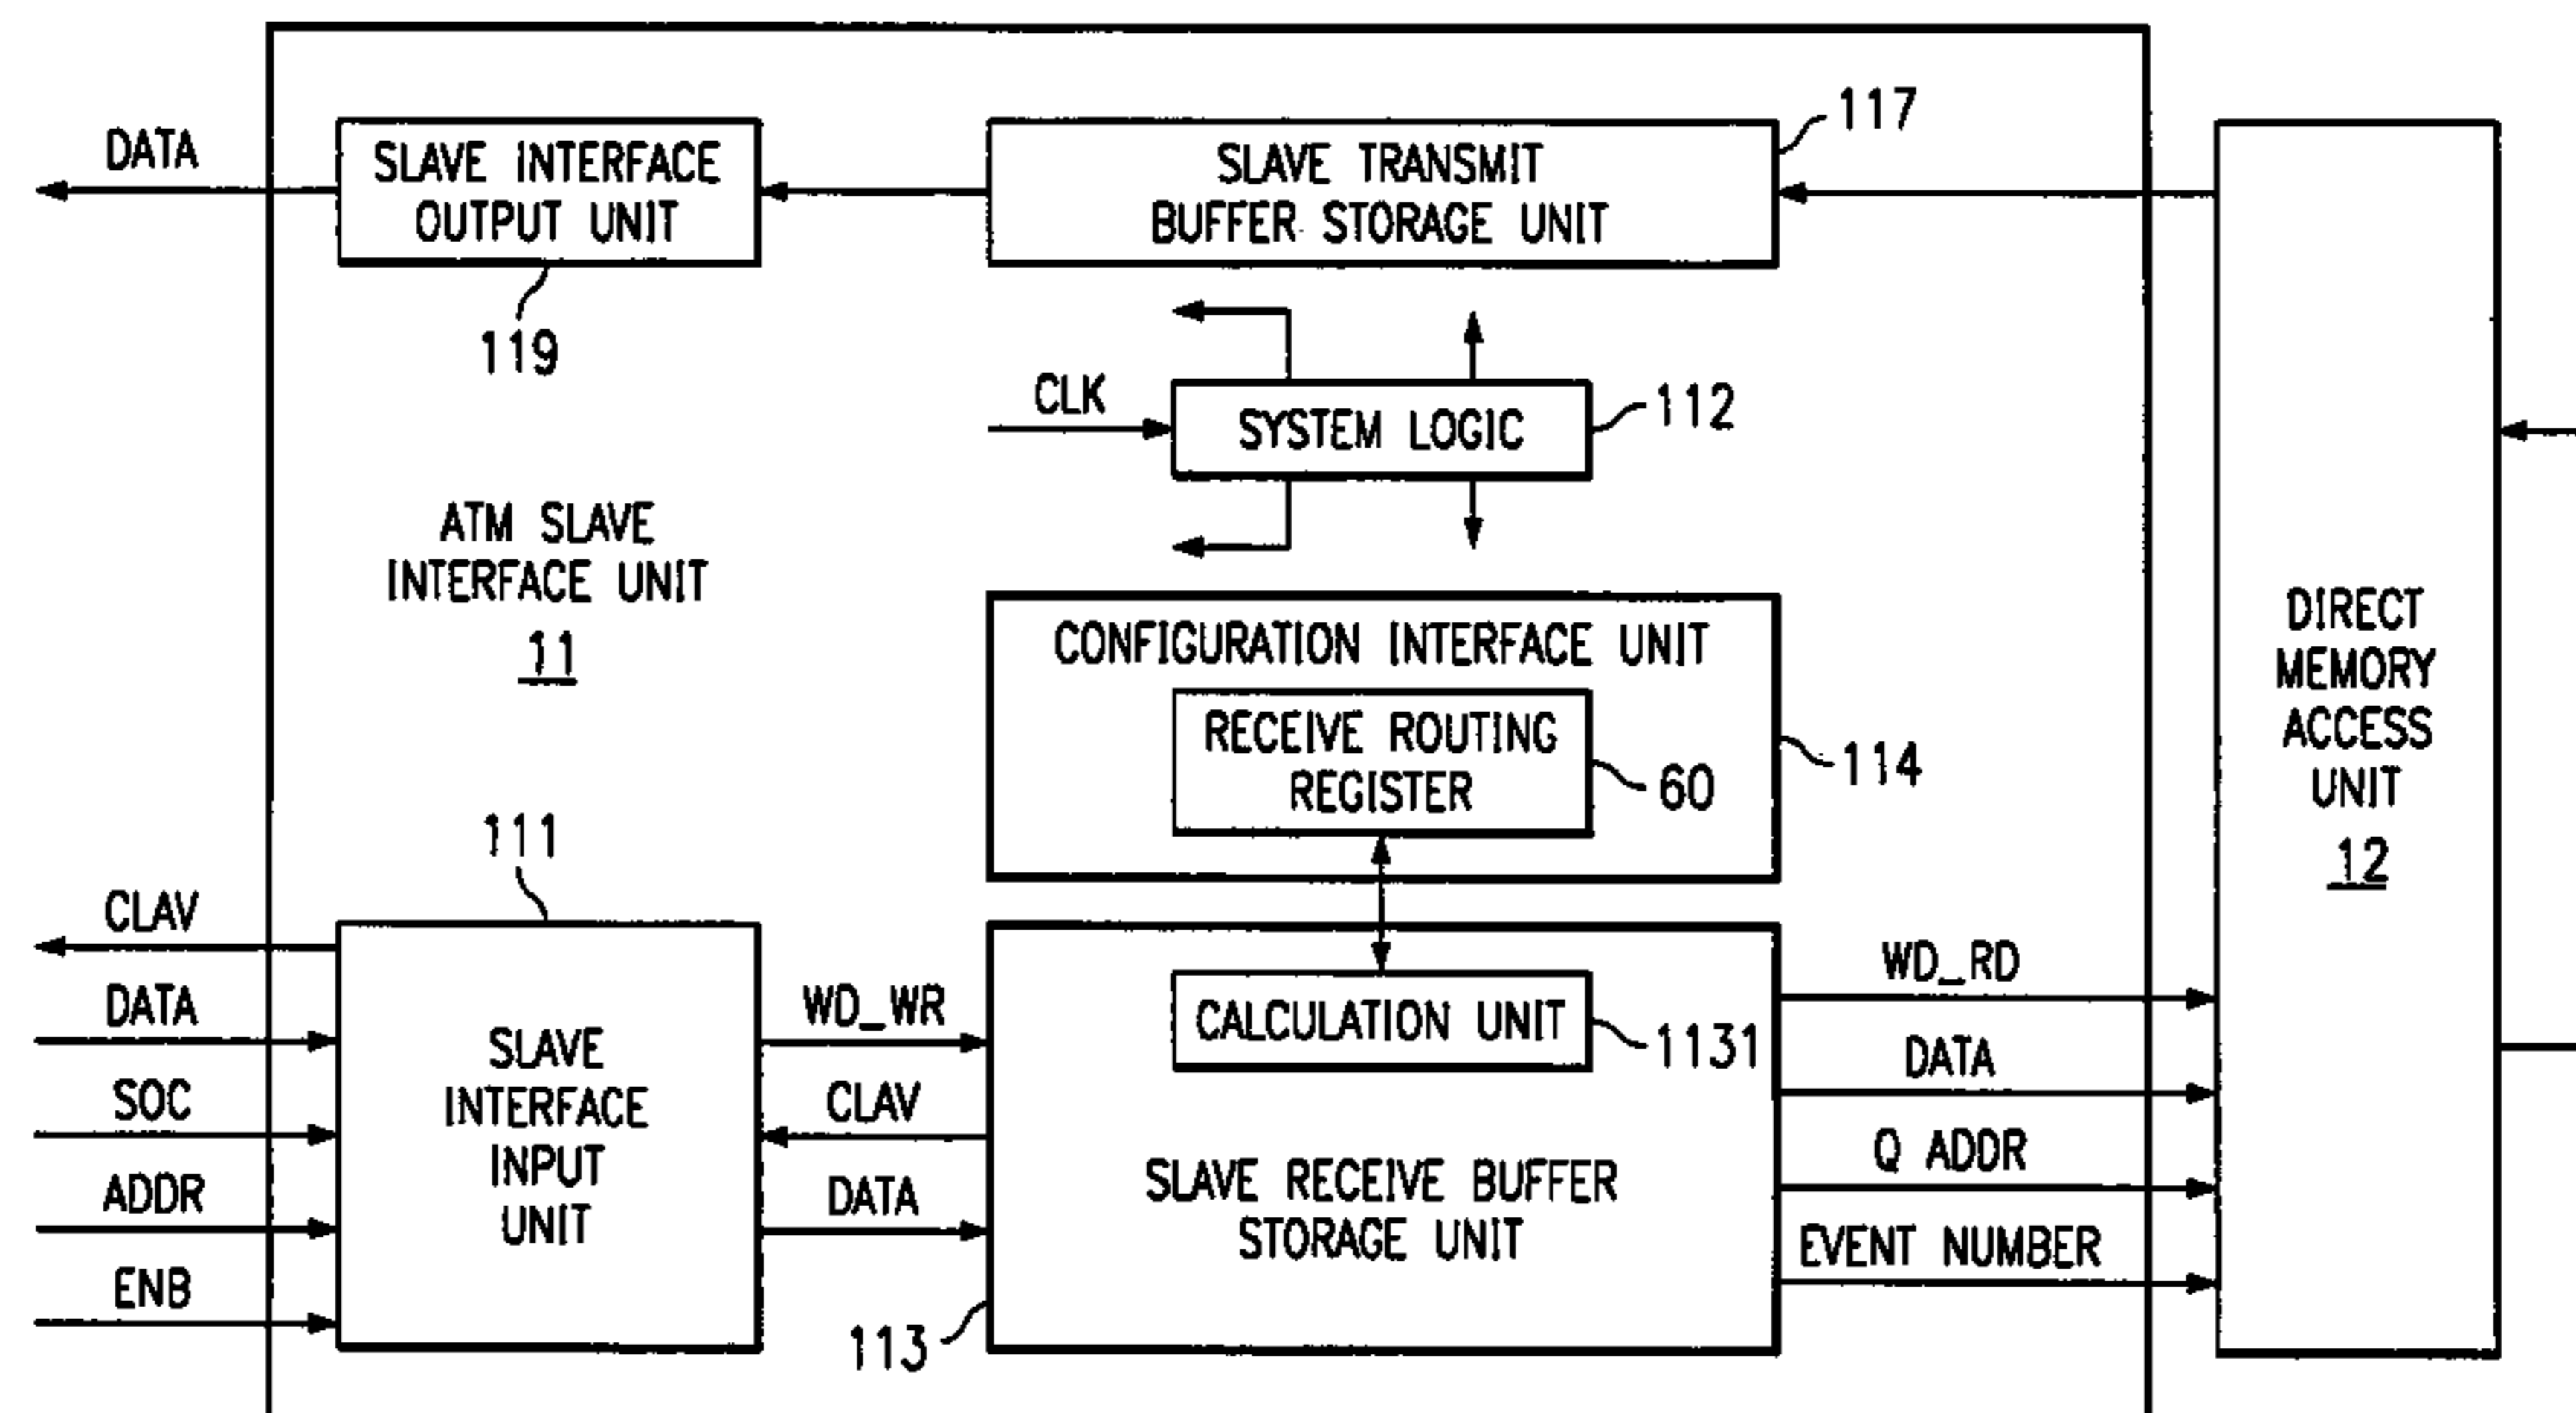 117
DATA
SLAVE INTERFACE
OUTPUT UNIT
SLAVE TRANSMIT
BUFFER STORAGE UNIT
119
CLK
SYSTEM LOGIC
112
ATM SLAVE
INTERFACE UNIT
11
CONFIGURATION INTERFACE UNIT
RECEIVE ROUTING
REGISTER
60
114
DIRECT
MEMORY
ACCESS
UNIT
12
111
CLAV
DATA
SOC
ADDR
ENB
SLAVE
INTERFACE
INPUT
UNIT
WD_WR
CLAV
DATA
CALCULATION UNIT
1131
SLAVE RECEIVE BUFFER
STORAGE UNIT
113
WD_RD
DATA
Q ADDR
EVENT NUMBER